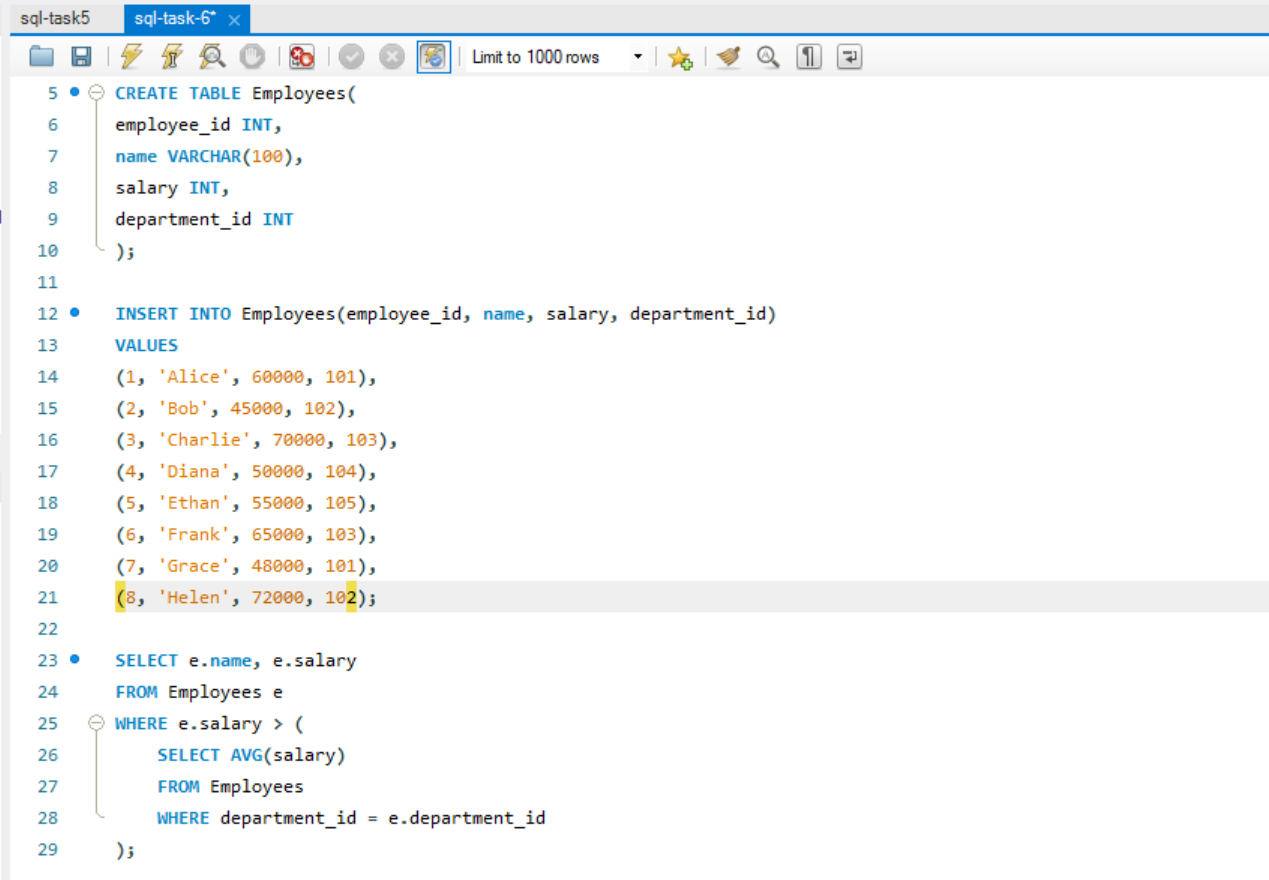 sql-task5 sql-task-6* ×
Limit to 1000 rows
5 CREATE TABLE Employees(
6 employee_id INT,
7 name VARCHAR(100),
8 salary INT,
9 department_id INT
10 );
11
12 INSERT INTO Employees(employee_id, name, salary, department_id)
13 VALUES
14 (1, 'Alice', 60000, 101),
15 (2, 'Bob', 45000, 102),
16 (3, 'Charlie', 70000, 103),
17 (4, 'Diana', 50000, 104),
18 (5, 'Ethan', 55000, 105),
19 (6, 'Frank', 65000, 103),
20 (7, 'Grace', 48000, 101),
21 (8, 'Helen', 72000, 102);
22
23 SELECT e.name, e.salary
24 FROM Employees e
25 WHERE e.salary > (
26 SELECT AVG(salary)
27 FROM Employees
28 WHERE department_id = e.department_id
29 );